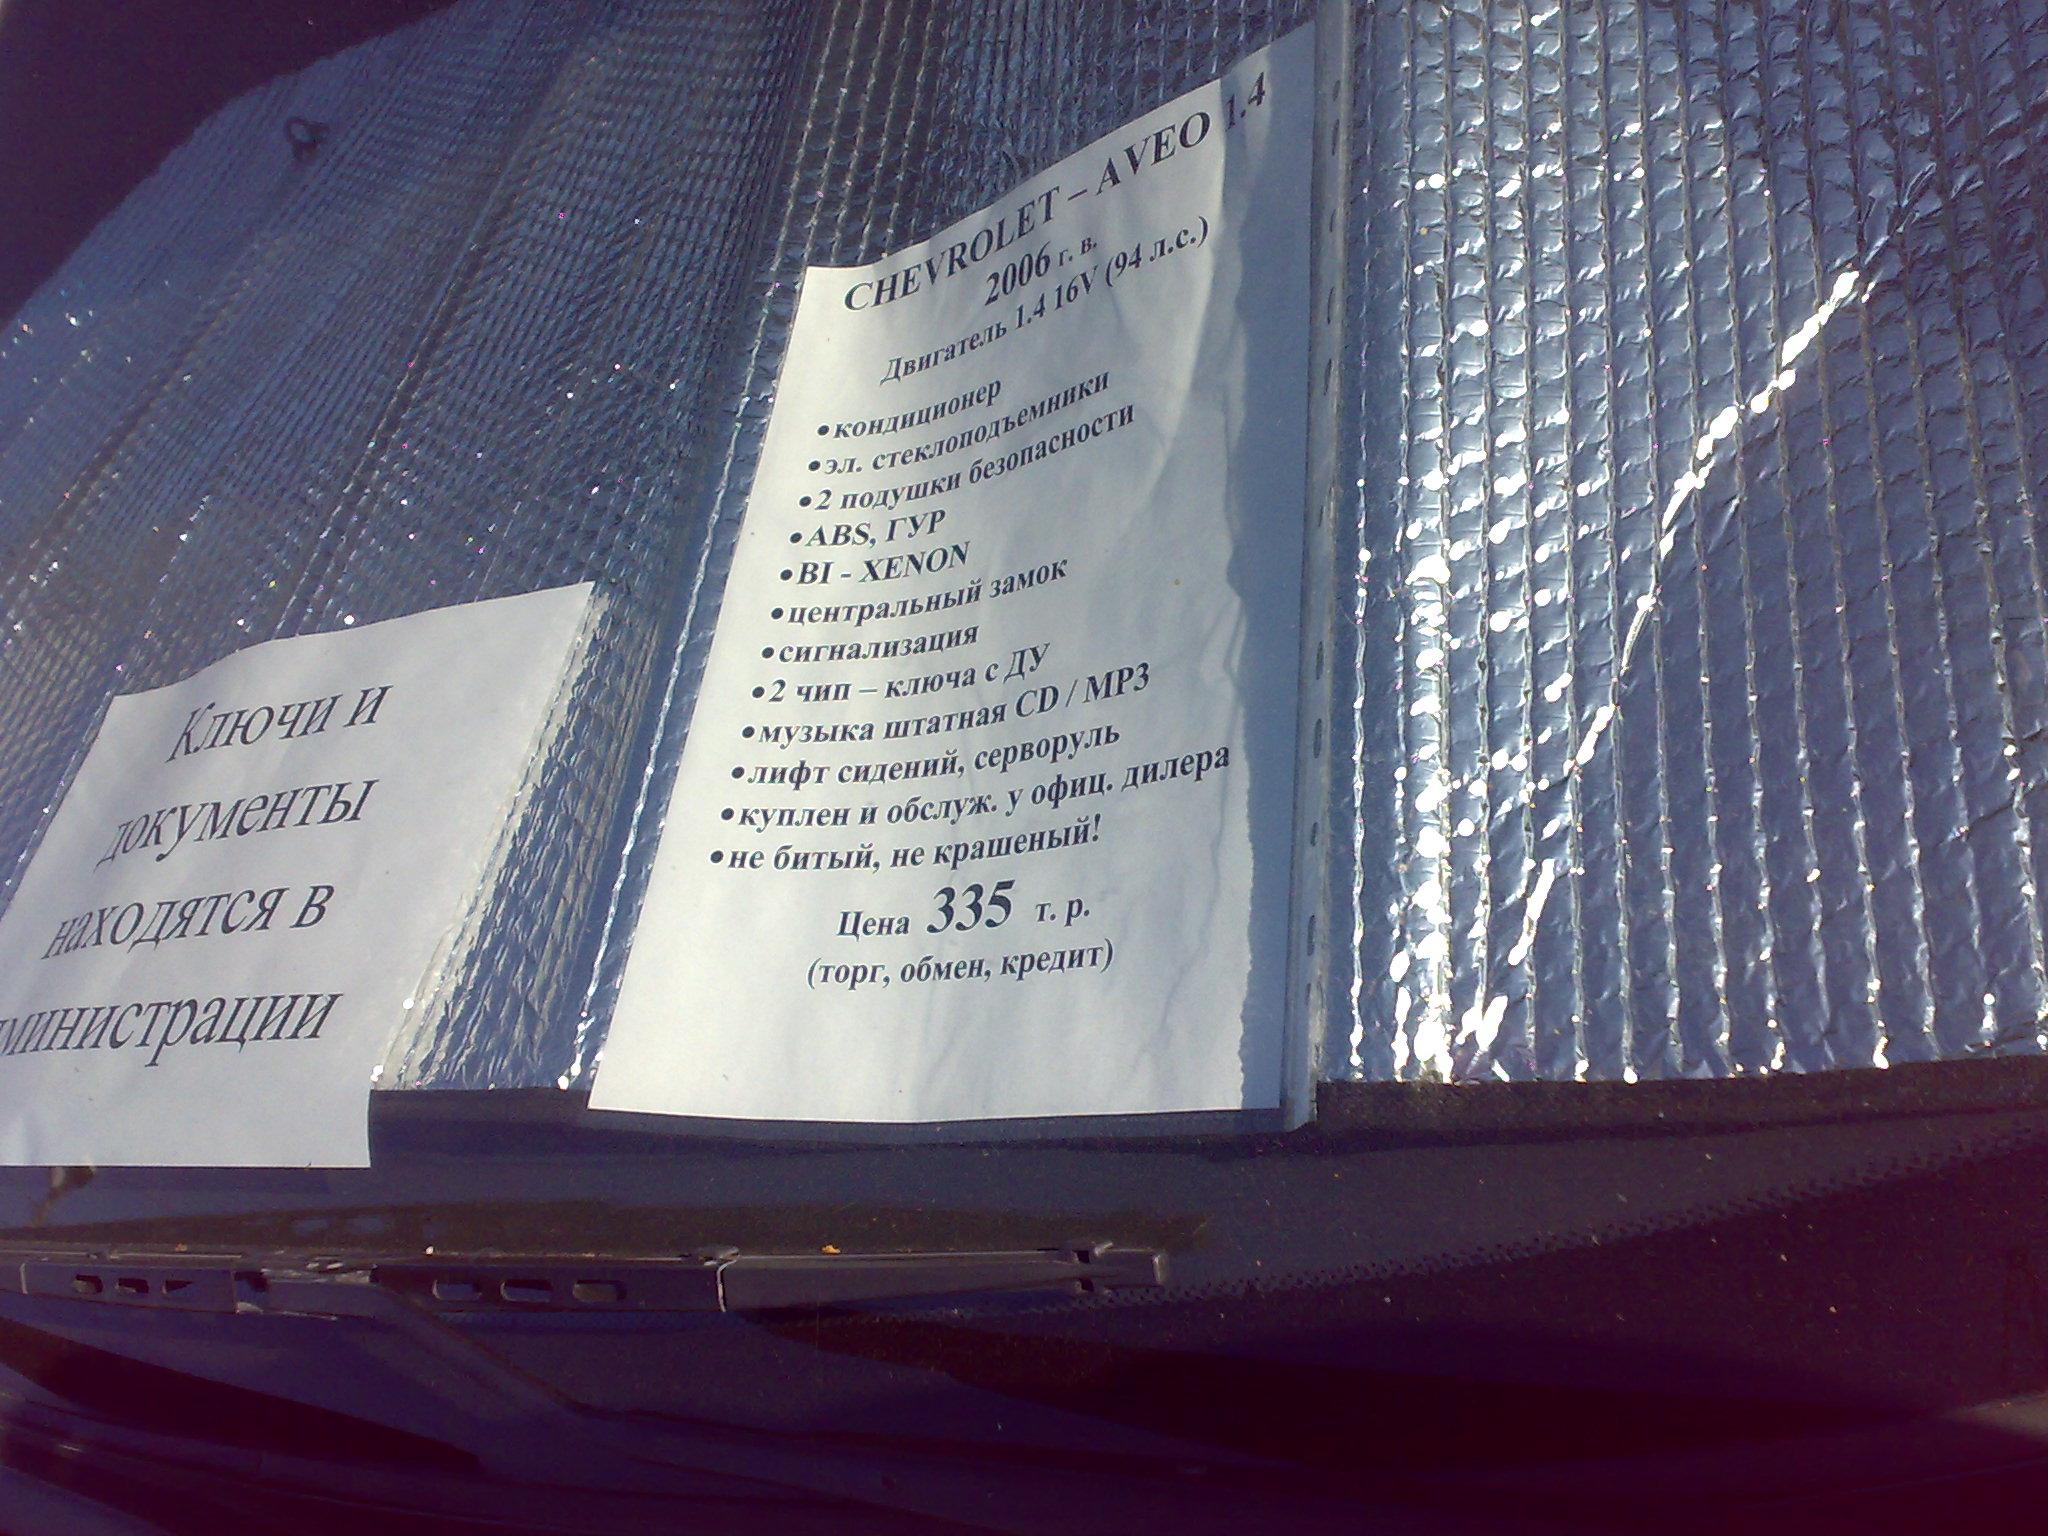 CHEVROLET – AVEO 1.4
2006 г. в.
Двигатель 1.4 16V (94 л.с.)
•кондиционер
•эл. стеклоподъемники
•2 подушки безопасности
•ABS, ГУР
•BI - XENON
•центральный замок
•сигнализация
•2 чип – ключа с ДУ
•музыка штатная CD / MP3
•лифт сидений, серворуль
•куплен и обслуж. у офиц. дилера
•не битый, не крашеный!
Цена 335 т. р.
(торг, обмен, кредит)
Ключи и
документы
находятся в
министрации